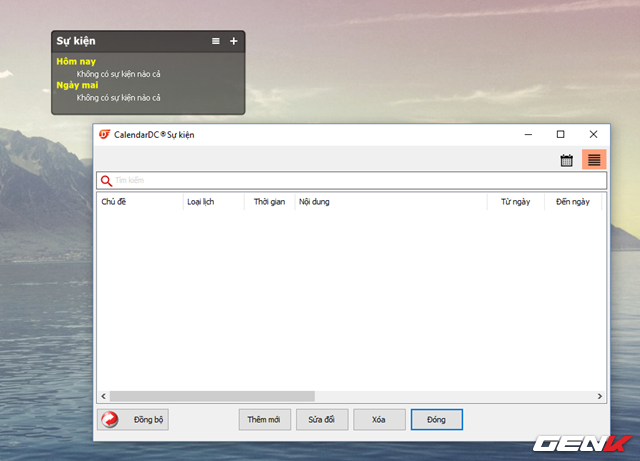 Sự kiện
Hôm nay
Không có sự kiện nào cả
Ngày mai
Không có sự kiện nào cả
CalendarDC® Sự kiện
Tìm kiếm
Chủ đề Loại lịch Thời gian Nội dung Từ ngày Đến ngày
Đồng bộ Thêm mới Sửa đổi Xóa Đóng
GENK